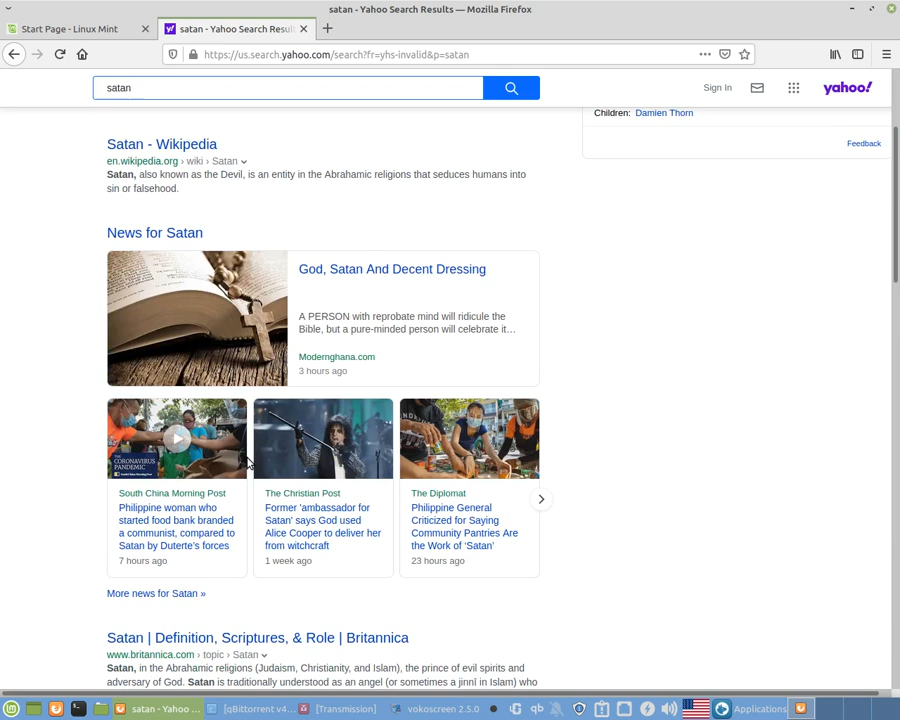 satan - Yahoo Search Results — Mozilla Firefox
Start Page - Linux Mint
satan - Yahoo Search Resul
https://us.search.yahoo.com/search?fr=yhs-invalid&p=satan
satan
Sign In
yahoo!
Children: Damien Thorn
Feedback
Satan - Wikipedia
en.wikipedia.org › wiki › Satan
Satan, also known as the Devil, is an entity in the Abrahamic religions that seduces humans into
sin or falsehood.
News for Satan
God, Satan And Decent Dressing
A PERSON with reprobate mind will ridicule the
Bible, but a pure-minded person will celebrate it…
Modernghana.com
3 hours ago
CORONAVIRUS
PANDEMIC
South China Morning Post
Philippine woman who
started food bank branded
a communist, compared to
Satan by Duterte's forces
7 hours ago
The Christian Post
Former 'ambassador for
Satan' says God used
Alice Cooper to deliver her
from witchcraft
1 week ago
The Diplomat
Philippine General
Criticized for Saying
Community Pantries Are
the Work of ‘Satan’
23 hours ago
More news for Satan »
Satan | Definition, Scriptures, & Role | Britannica
www.britannica.com › topic › Satan
Satan, in the Abrahamic religions (Judaism, Christianity, and Islam), the prince of evil spirits and
adversary of God. Satan is traditionally understood as an angel (or sometimes a jinnī in Islam) who
satan - Yahoo ...
[qBittorrent v4...
[Transmission]
vokoscreen 2.5.0
qb
Applications